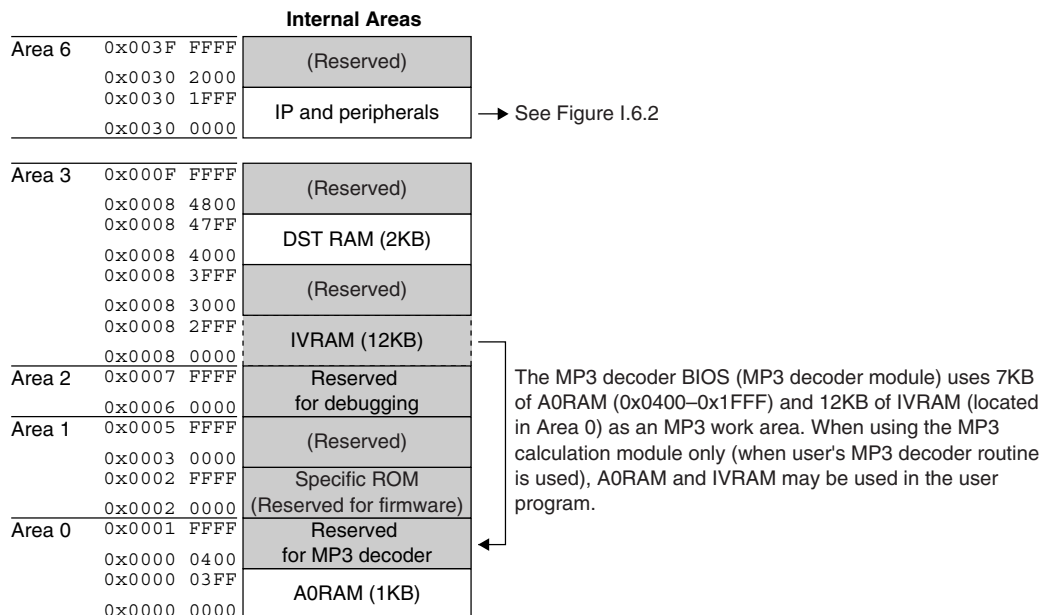 Internal Areas
Area 6 0x003F FFFF
(Reserved)
0x0030 2000
0x0030 1FFF
IP and peripherals See Figure I.6.2
0x0030 0000
Area 3 0x000F FFFF
(Reserved)
0x0008 4800
0x0008 47FF
DST RAM (2KB)
0x0008 4000
0x0008 3FFF
(Reserved)
0x0008 3000
0x0008 2FFF
IVRAM (12KB)
0x0008 0000
Area 2 0x0007 FFFF Reserved
0x0006 0000 for debugging
Area 1 0x0005 FFFF
(Reserved)
0x0003 0000
0x0002 FFFF Specific ROM
0x0002 0000 (Reserved for firmware)
Area 0 0x0001 FFFF Reserved
0x0000 0400 for MP3 decoder
0x0000 03FF
A0RAM (1KB)
0x0000 0000
The MP3 decoder BIOS (MP3 decoder module) uses 7KB
of A0RAM (0x0400–0x1FFF) and 12KB of IVRAM (located
in Area 0) as an MP3 work area. When using the MP3
calculation module only (when user's MP3 decoder routine
is used), A0RAM and IVRAM may be used in the user
program.